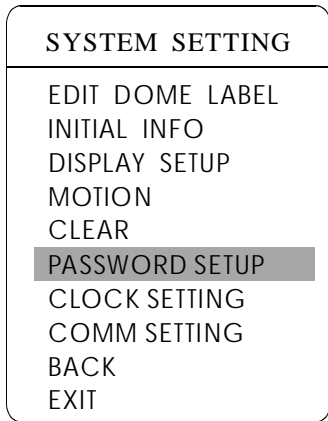 SYSTEM SETTING
EDIT DOME LABEL
INITIAL INFO
DISPLAY SETUP
MOTION
CLEAR
PASSWORD SETUP
CLOCK SETTING
COMM SETTING
BACK
EXIT